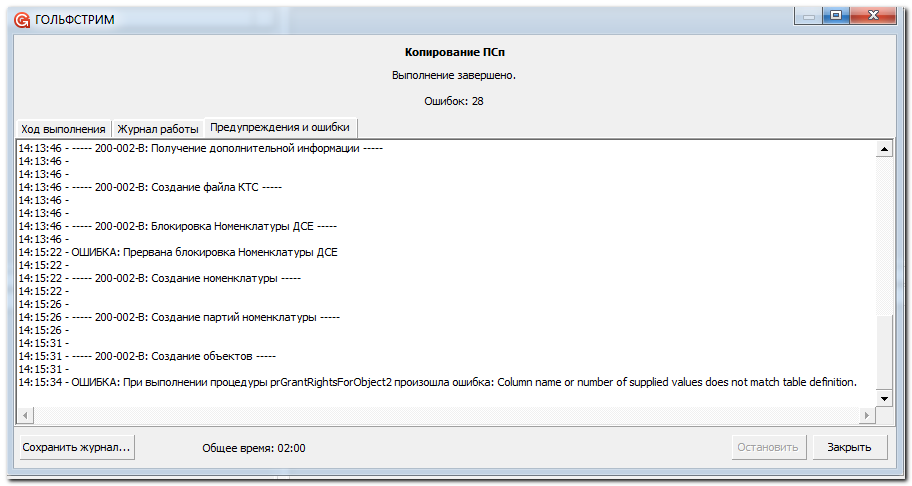 ГОЛЬФСТРИМ
Копирование ПСп
Выполнение завершено.
Ошибок: 28
Ход выполнения Журнал работы Предупреждения и ошибки
14:13:46 - ----- 200-002-В: Получение дополнительной информации -----
14:13:46 -
14:13:46 -
14:13:46 - ----- 200-002-В: Создание файла КТС -----
14:13:46 -
14:13:46 -
14:13:46 - ----- 200-002-В: Блокировка Номенклатуры ДСЕ -----
14:13:46 -
14:15:22 - ОШИБКА: Прервана блокировка Номенклатуры ДСЕ
14:15:22 -
14:15:22 - ----- 200-002-В: Создание номенклатуры -----
14:15:22 -
14:15:26 -
14:15:26 - ----- 200-002-В: Создание партий номенклатуры -----
14:15:26 -
14:15:31 -
14:15:31 - ----- 200-002-В: Создание объектов -----
14:15:31 -
14:15:34 - ОШИБКА: При выполнении процедуры prGrantRightsForObject2 произошла ошибка: Column name or number of supplied values does not match table definition.
Сохранить журнал... Общее время: 02:00 Остановить Закрыть